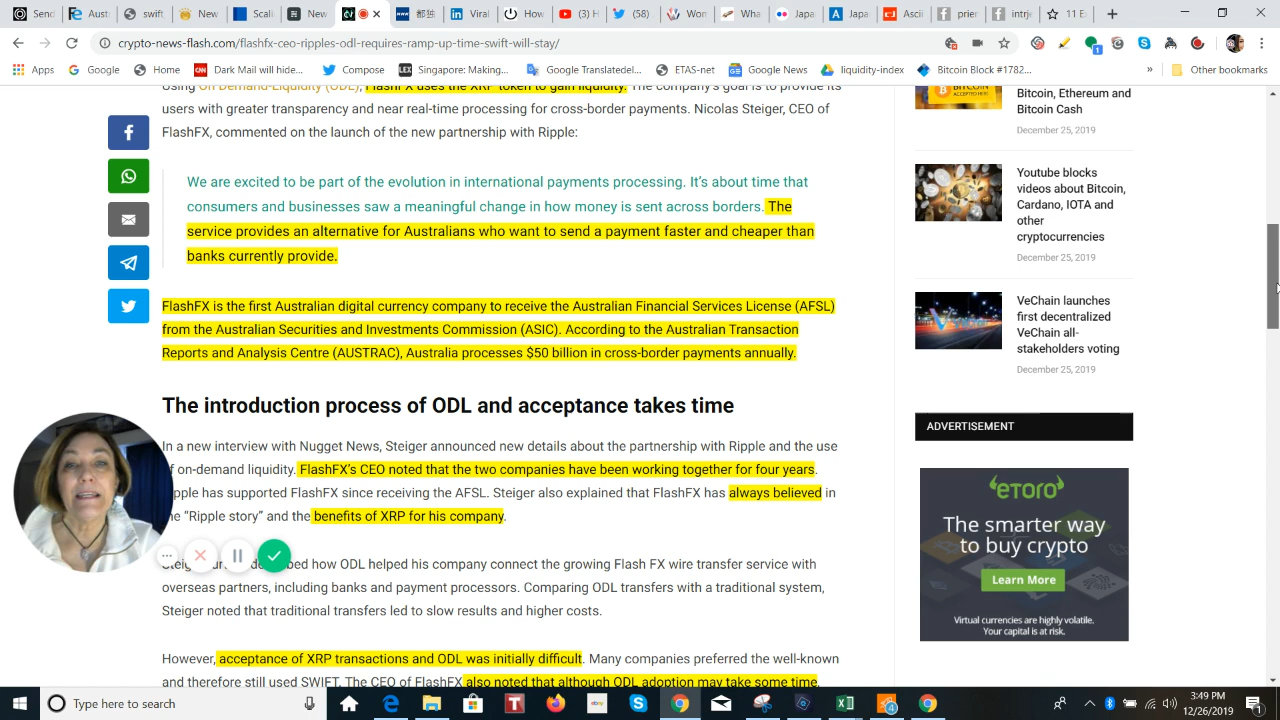 Wor
Wha
Japa
Japa
Asci
(58)
How
Inter
crypto-news-flash.com/flashfx-ceo-ripples-odl-requires-ramp-up-time-swift-will-stay/
Apps
Google
Home
Dark Mail will hide...
Compose
Singapore: Making...
Google Translatedel...
ETAS-net
Google News
liquidity-index
Bitcoin Block #1782...
»
Other bookmarks
Using On Demand-Liquidity (ODL), FlashFX uses the XRP token to gain liquidity. The company's goal is to provide its
users with greater transparency and near real-time processing for cross-border payments. Nicolas Steiger, CEO of
FlashFX, commented on the launch of the new partnership with Ripple:
We are excited to be part of the evolution in international payments processing. It's about time that
consumers and businesses saw a meaningful change in how money is sent across borders. The
service provides an alternative for Australians who want to send a payment faster and cheaper than
banks currently provide.
FlashFX is the first Australian digital currency company to receive the Australian Financial Services License (AFSL)
from the Australian Securities and Investments Commission (ASIC). According to the Australian Transaction
Reports and Analysis Centre (AUSTRAC), Australia processes $50 billion in cross-border payments annually.
The introduction process of ODL and acceptance takes time
In a new interview with Nugget News, Steiger announced new details about the partnership with Ripple and the use
of on-demand liquidity. FlashFX's CEO noted that the two companies have been working together for four years.
ipple has supported FlashFX since receiving the AFSL. Steiger also explained that FlashFX has always believed in
he "Ripple story" and the benefits of XRP for his company.
how ODL helped his company connect the growing Flash FX wire transfer service with
overseas partners, including banks and payment processors. Comparing ODL transfers with a traditional system,
Steiger noted that traditional transfers led to slow results and higher costs.
However, acceptance of XRP transactions and ODL was initially difficult. Many companies preferred the well-known
and therefore still used SWIFT. The CEO of FlashFX also noted that although ODL adoption may take some time,
BITCOIN
Bitcoin, Ethereum and
Bitcoin Cash
December 25, 2019
Youtube blocks
videos about Bitcoin,
Cardano, IOTA and
other
cryptocurrencies
December 25, 2019
VeChain launches
first decentralized
VeChain all-
stakeholders voting
December 25, 2019
ADVERTISEMENT
eTORO
The smarter way
to buy crypto
Learn More
Virtual currencies are highly volatile.
Your capital is at risk.
Type here to search
3:49 PM
12/26/2019